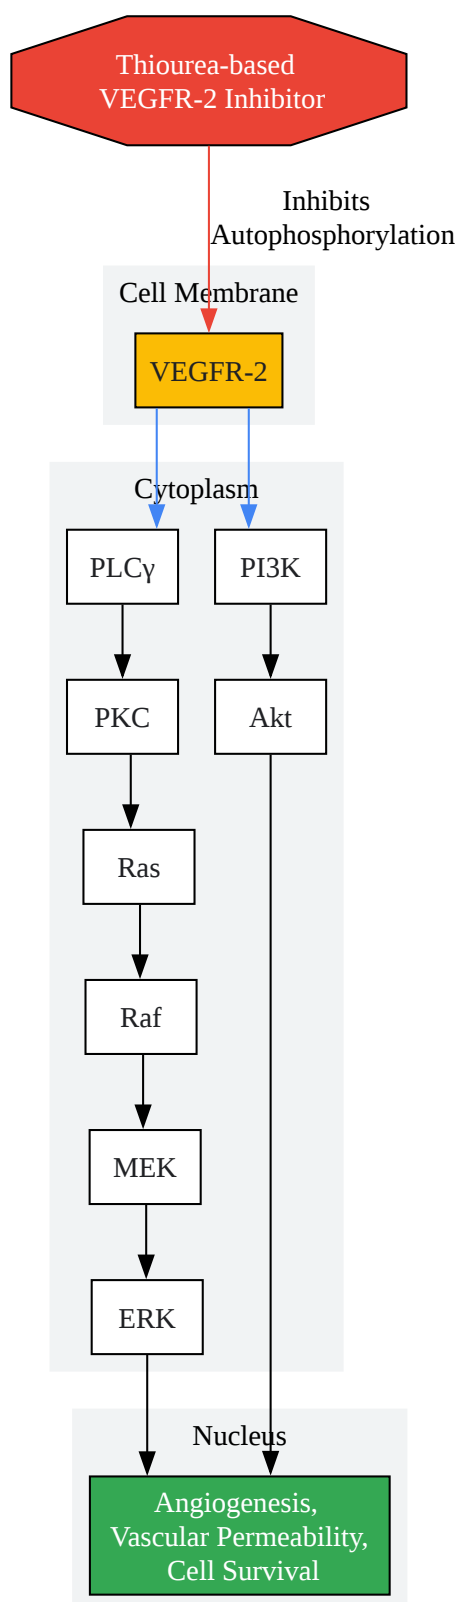 Thiourea-based
VEGFR-2 Inhibitor
Inhibits
Autophosphorylation
Cell Membrane
VEGFR-2
Cytoplasm
PLCγ
PI3K
PKC
Akt
Ras
Raf
MEK
ERK
Nucleus
Angiogenesis,
Vascular Permeability,
Cell Survival